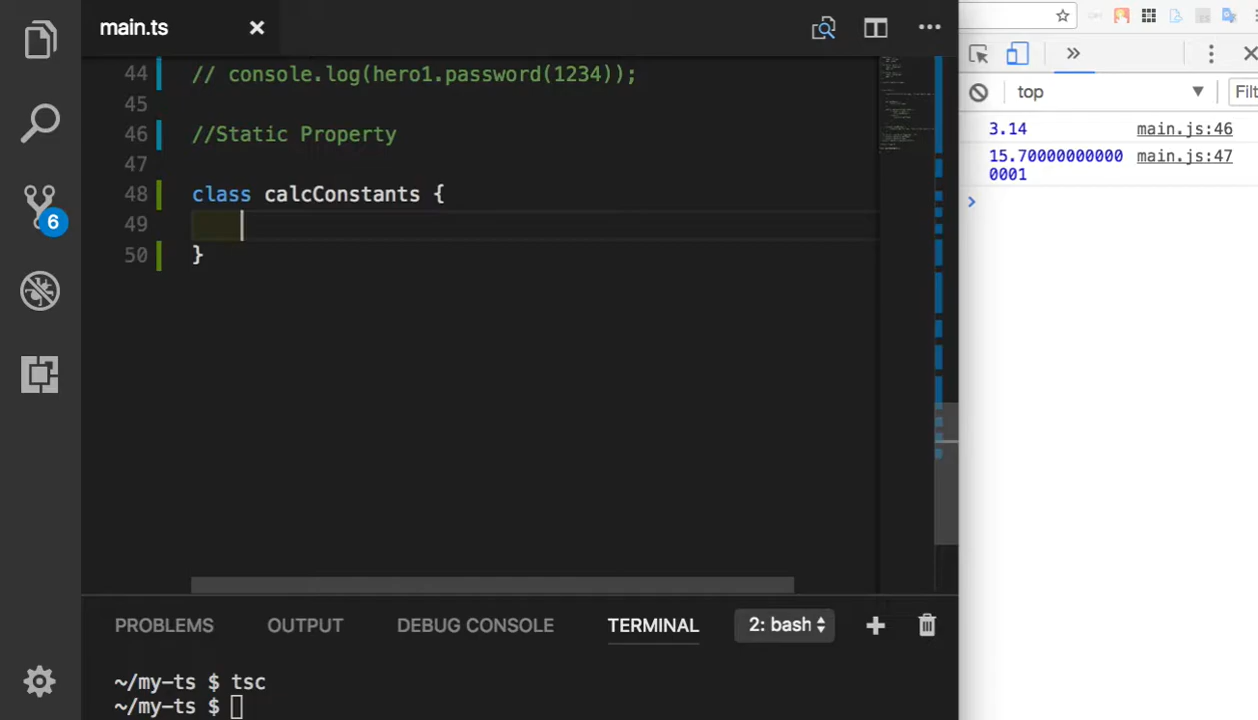 main.ts
44 // console.log(hero1.password(1234));
45
46 //Static Property
47
48 class calcConstants {
49
50 }
6
PROBLEMS OUTPUT DEBUG CONSOLE TERMINAL 2: bash
~/my-ts $ tsc
~/my-ts $
top Filt
3.14 main.js:46
15.70000000000 main.js:47
0001